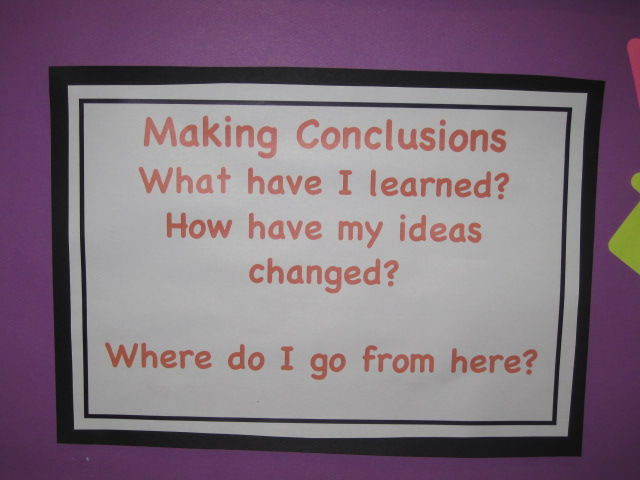 Making Conclusions
What have I learned?
How have my ideas
changed?
Where do I go from here?